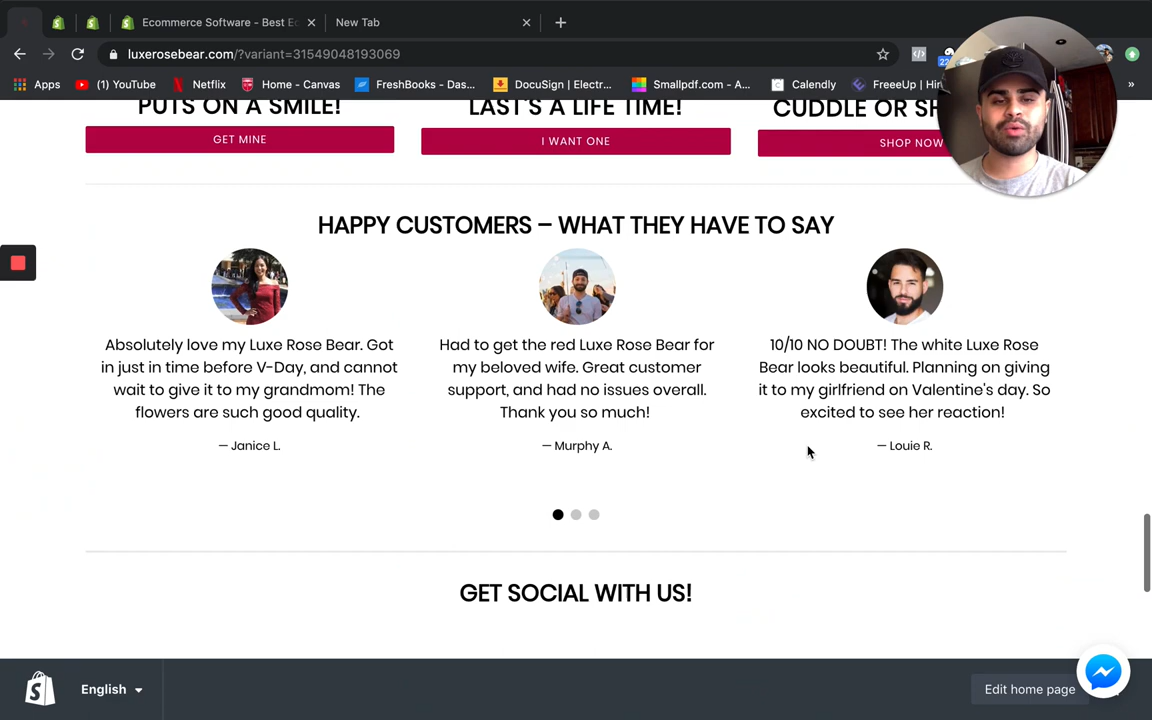 Ecommerce Software - Best Ec
New Tab
luxerosebear.com/?variant=31549048193069
Apps
(1) YouTube
Netflix
Home - Canvas
FreshBooks - Das...
DocuSign | Electr...
Smallpdf.com - A...
Calendly
FreeeUp | Hir
»
PUTS ON A SMILE!
LAST'S A LIFE TIME!
CUDDLE OR SH
GET MINE
I WANT ONE
SHOP NOW
HAPPY CUSTOMERS – WHAT THEY HAVE TO SAY
Absolutely love my Luxe Rose Bear. Got
in just in time before V-Day, and cannot
wait to give it to my grandmom! The
flowers are such good quality.
— Janice L.
Had to get the red Luxe Rose Bear for
my beloved wife. Great customer
support, and had no issues overall.
Thank you so much!
— Murphy A.
10/10 NO DOUBT! The white Luxe Rose
Bear looks beautiful. Planning on giving
it to my girlfriend on Valentine's day. So
excited to see her reaction!
— Louie R.
GET SOCIAL WITH US!
English
Edit home page